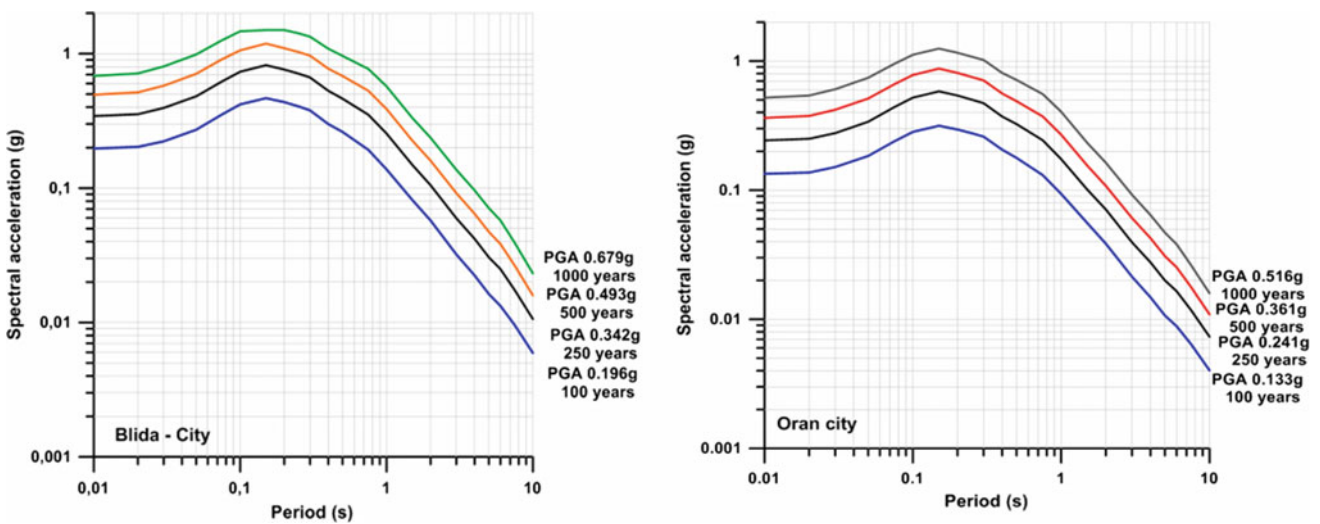 Spectral acceleration (g)
1
0,1
0,01
0,001
0,01
0,1
1
10
Period (s)
Blida - City
PGA 0.679g
1000 years
PGA 0.493g
500 years
PGA 0.342g
250 years
PGA 0.196g
100 years
Spectral acceleration (g)
1
0.1
0.01
0.001
0.01
0.1
1
10
Period (s)
Oran city
PGA 0.516g
1000 years
PGA 0.361g
500 years
PGA 0.241g
250 years
PGA 0.133g
100 years